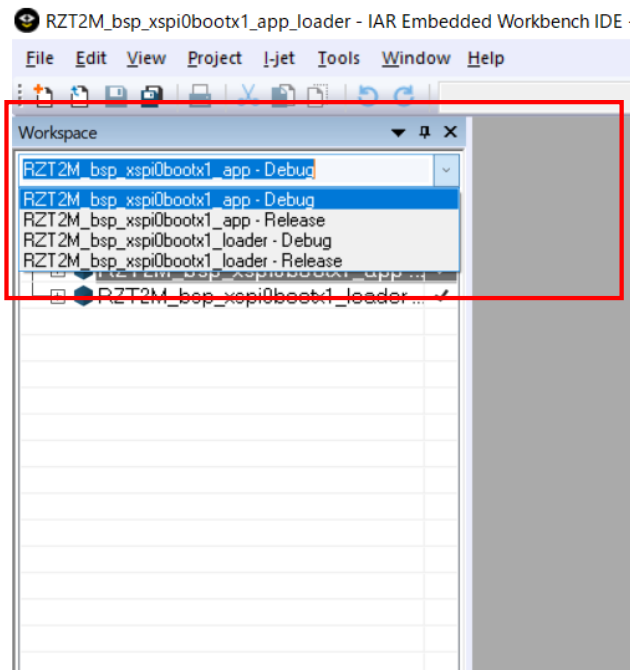 RZT2M_bsp_xspi0bootx1_app_loader - IAR Embedded Workbench IDE -
File Edit View Project I-jet Tools Window Help
Workspace
RZT2M_bsp_xspi0bootx1_app - Debug
RZT2M_bsp_xspi0bootx1_app - Debug
RZT2M_bsp_xspi0bootx1_app - Release
RZT2M_bsp_xspi0bootx1_loader - Debug
RZT2M_bsp_xspi0bootx1_loader - Release
RZT2M_bsp_xspi0bootx1_app ...
RZT2M_bsp_xspi0bootx1_loader ...